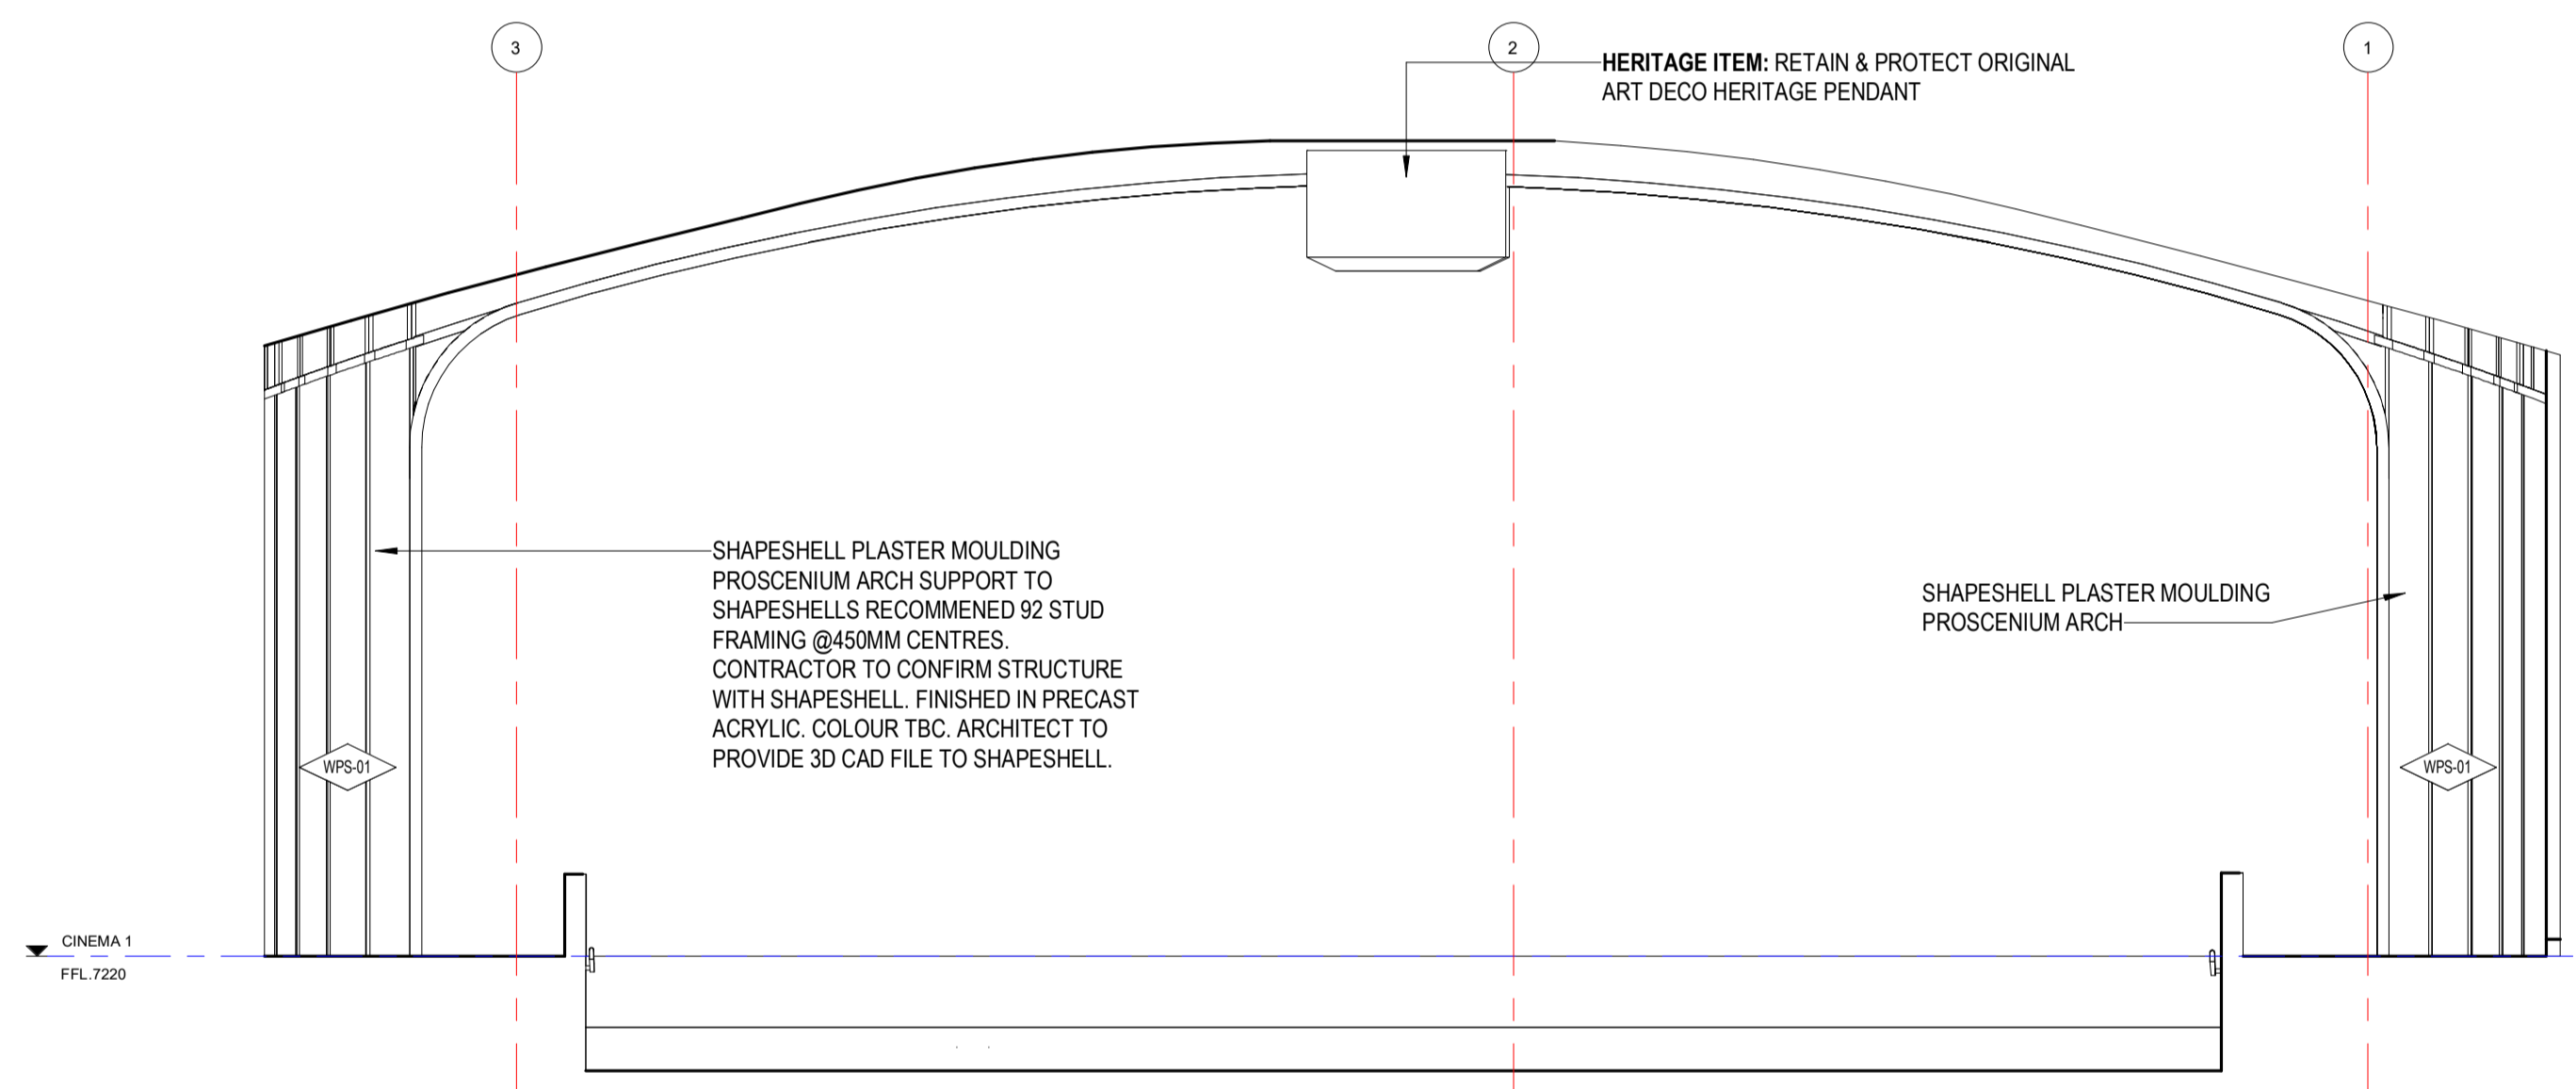 3
2
1
HERITAGE ITEM: RETAIN & PROTECT ORIGINAL
ART DECO HERITAGE PENDANT
SHAPESHELL PLASTER MOULDING
PROSCENIUM ARCH SUPPORT TO
SHAPESHELLS RECOMMENED 92 STUD
FRAMING @450MM CENTRES.
CONTRACTOR TO CONFIRM STRUCTURE
WITH SHAPESHELL. FINISHED IN PRECAST
ACRYLIC. COLOUR TBC. ARCHITECT TO
PROVIDE 3D CAD FILE TO SHAPESHELL.
SHAPESHELL PLASTER MOULDING
PROSCENIUM ARCH
WPS-01
WPS-01
CINEMA 1
FFL.7220